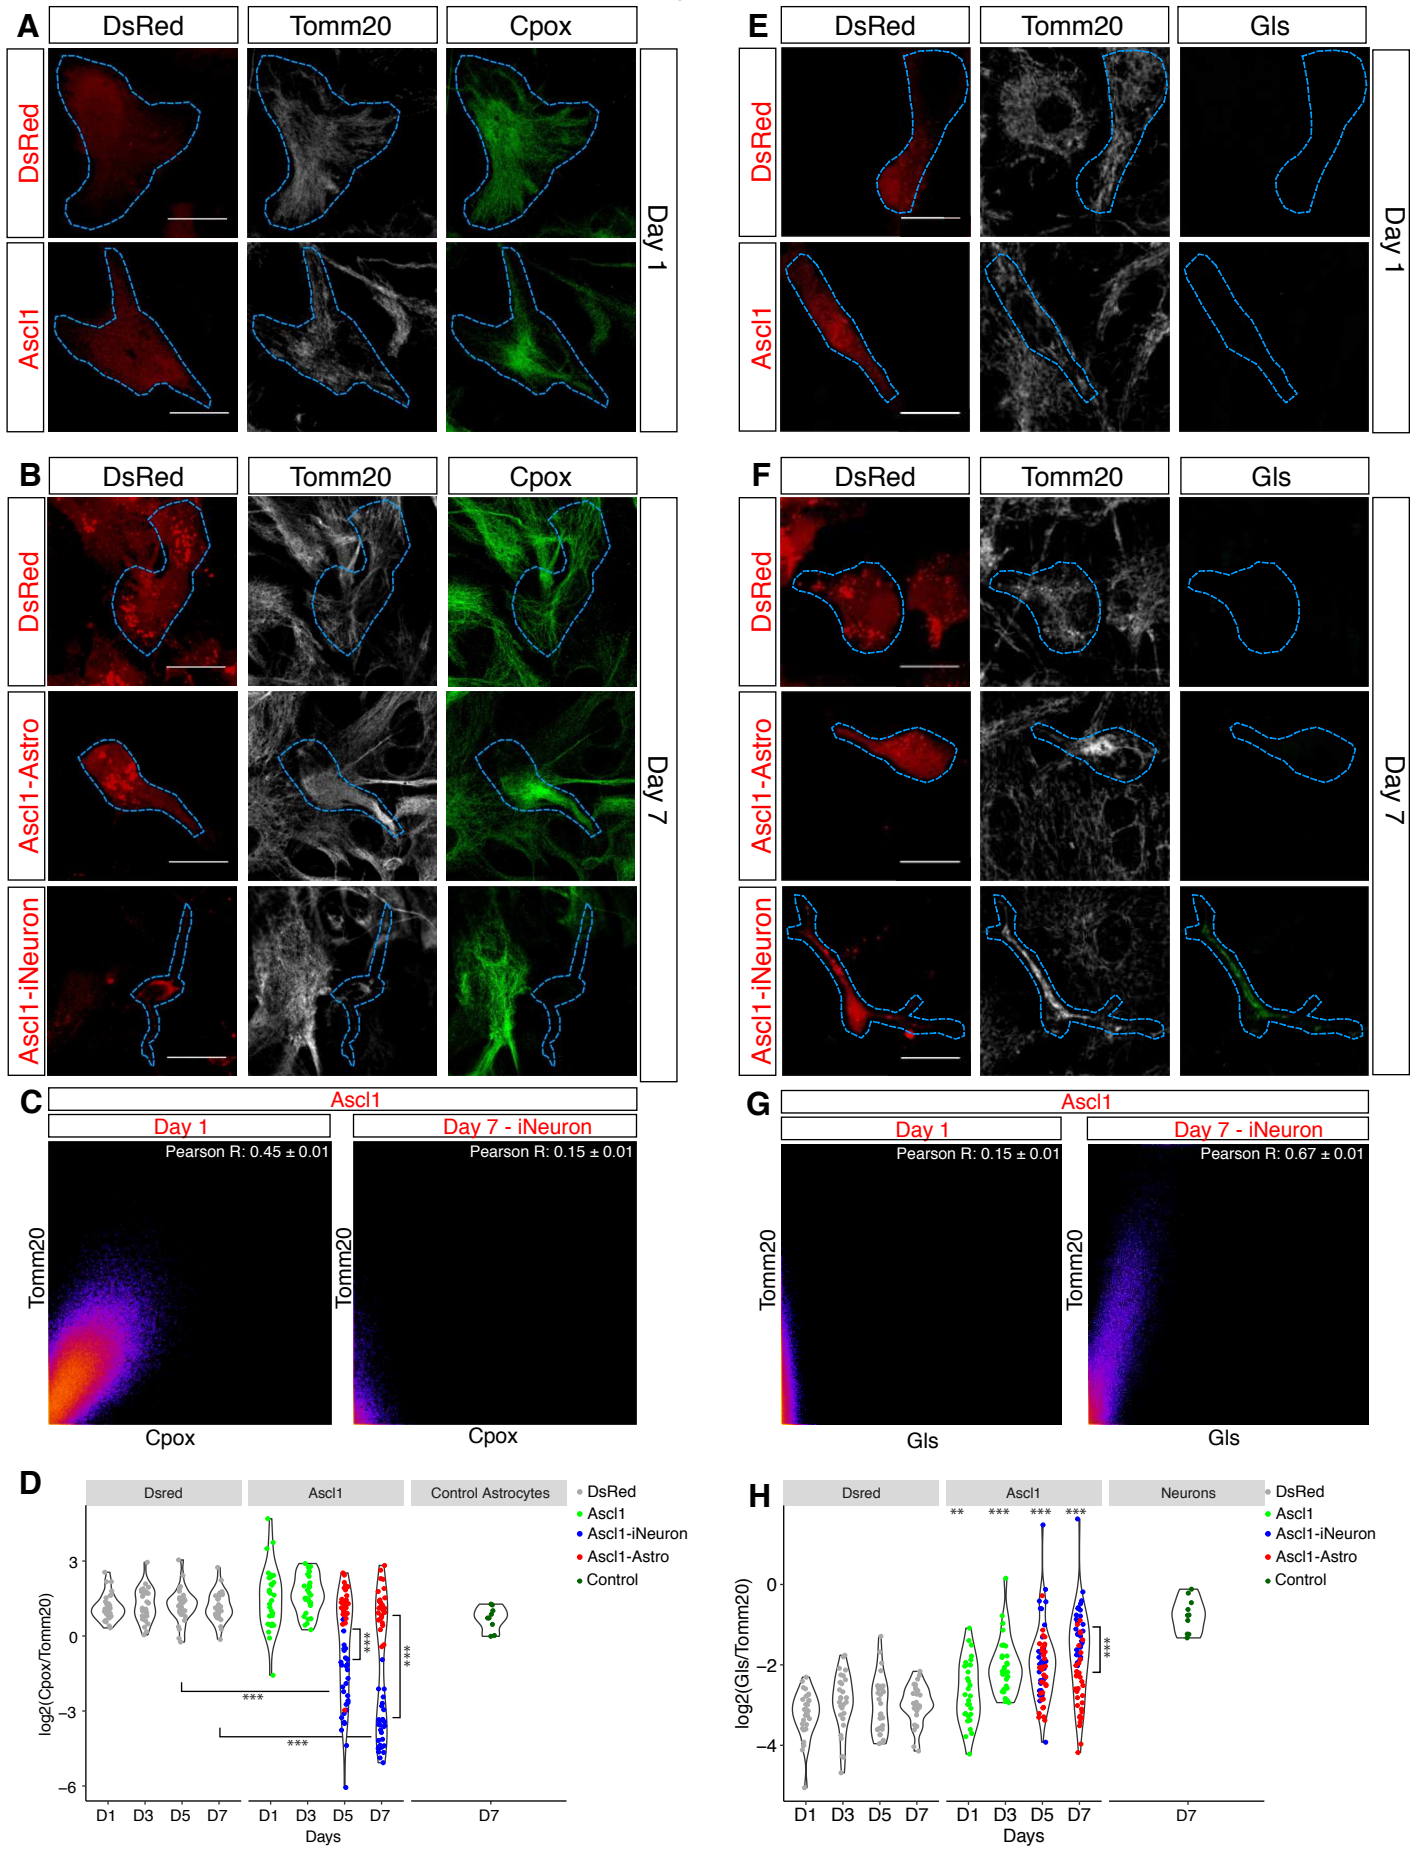 A
DsRed
Tomm20
Cpox
DsRed
Ascl1
Day 1
B
DsRed
Tomm20
Cpox
DsRed
Ascl1-Astro
Ascl1-iNeuron
Day 7
C
Ascl1
Day 1
Day 7 - iNeuron
Pearson R: 0.45 ± 0.01
Pearson R: 0.15 ± 0.01
Tomm20
Tomm20
Cpox
Cpox
D
Dsred
Ascl1
Control Astrocytes
DsRed
Ascl1
Ascl1-iNeuron
Ascl1-Astro
Control
log2(Cpox/Tomm20)
3
0
−3
−6
***
***
***
***
D1 D3 D5 D7
D1 D3 D5 D7
D7
Days
E
DsRed
Tomm20
Gls
DsRed
Ascl1
Day 1
F
DsRed
Tomm20
Gls
DsRed
Ascl1-Astro
Ascl1-iNeuron
Day 7
G
Ascl1
Day 1
Day 7 - iNeuron
Pearson R: 0.15 ± 0.01
Pearson R: 0.67 ± 0.01
Tomm20
Tomm20
Gls
Gls
H
Dsred
Ascl1
Neurons
DsRed
Ascl1
Ascl1-iNeuron
Ascl1-Astro
Control
** *** *** ***
***
log2(Gls/Tomm20)
0
−2
−4
D1 D3 D5 D7
D1 D3 D5 D7
D7
Days